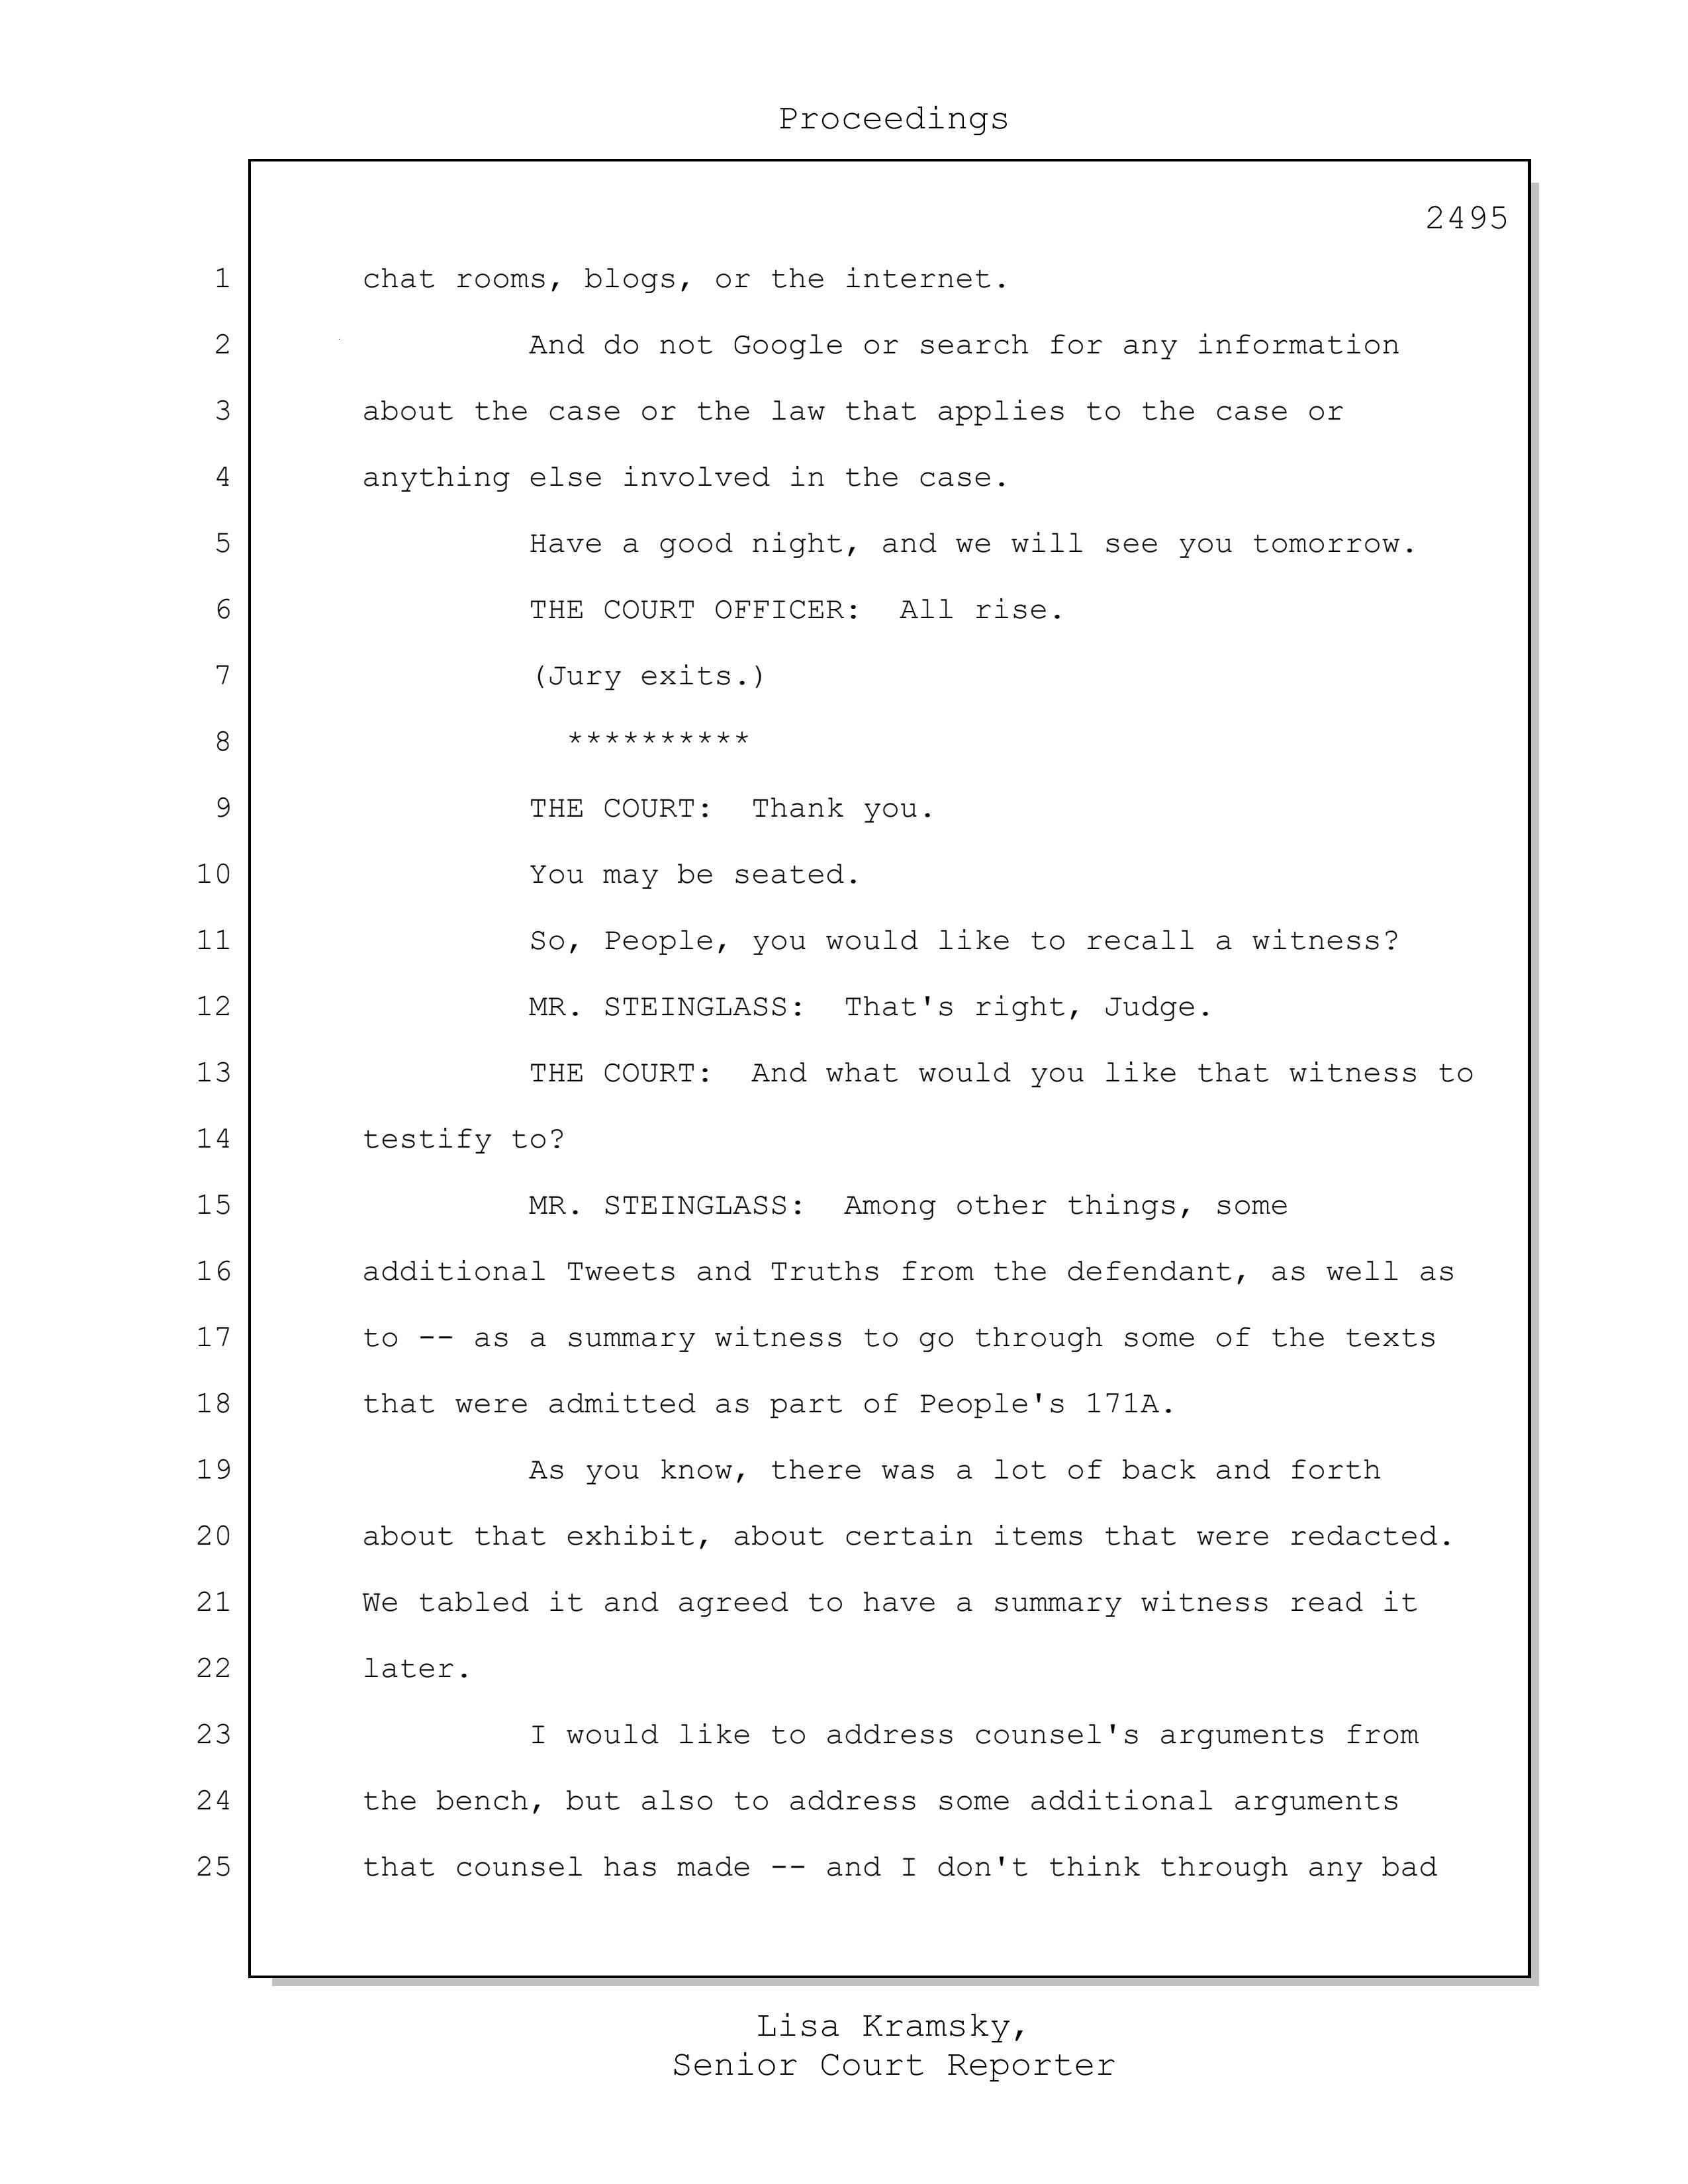 Proceedings
2495
1 chat rooms, blogs, or the internet.
2 And do not Google or search for any information
3 about the case or the law that applies to the case or
4 anything else involved in the case.
5 Have a good night, and we will see you tomorrow.
6 THE COURT OFFICER: All rise.
7 (Jury exits.)
8 **********
9 THE COURT: Thank you.
10 You may be seated.
11 So, People, you would like to recall a witness?
12 MR. STEINGLASS: That's right, Judge.
13 THE COURT: And what would you like that witness to
14 testify to?
15 MR. STEINGLASS: Among other things, some
16 additional Tweets and Truths from the defendant, as well as
17 to -- as a summary witness to go through some of the texts
18 that were admitted as part of People's 171A.
19 As you know, there was a lot of back and forth
20 about that exhibit, about certain items that were redacted.
21 We tabled it and agreed to have a summary witness read it
22 later.
23 I would like to address counsel's arguments from
24 the bench, but also to address some additional arguments
25 that counsel has made -- and I don't think through any bad
Lisa Kramsky,
Senior Court Reporter